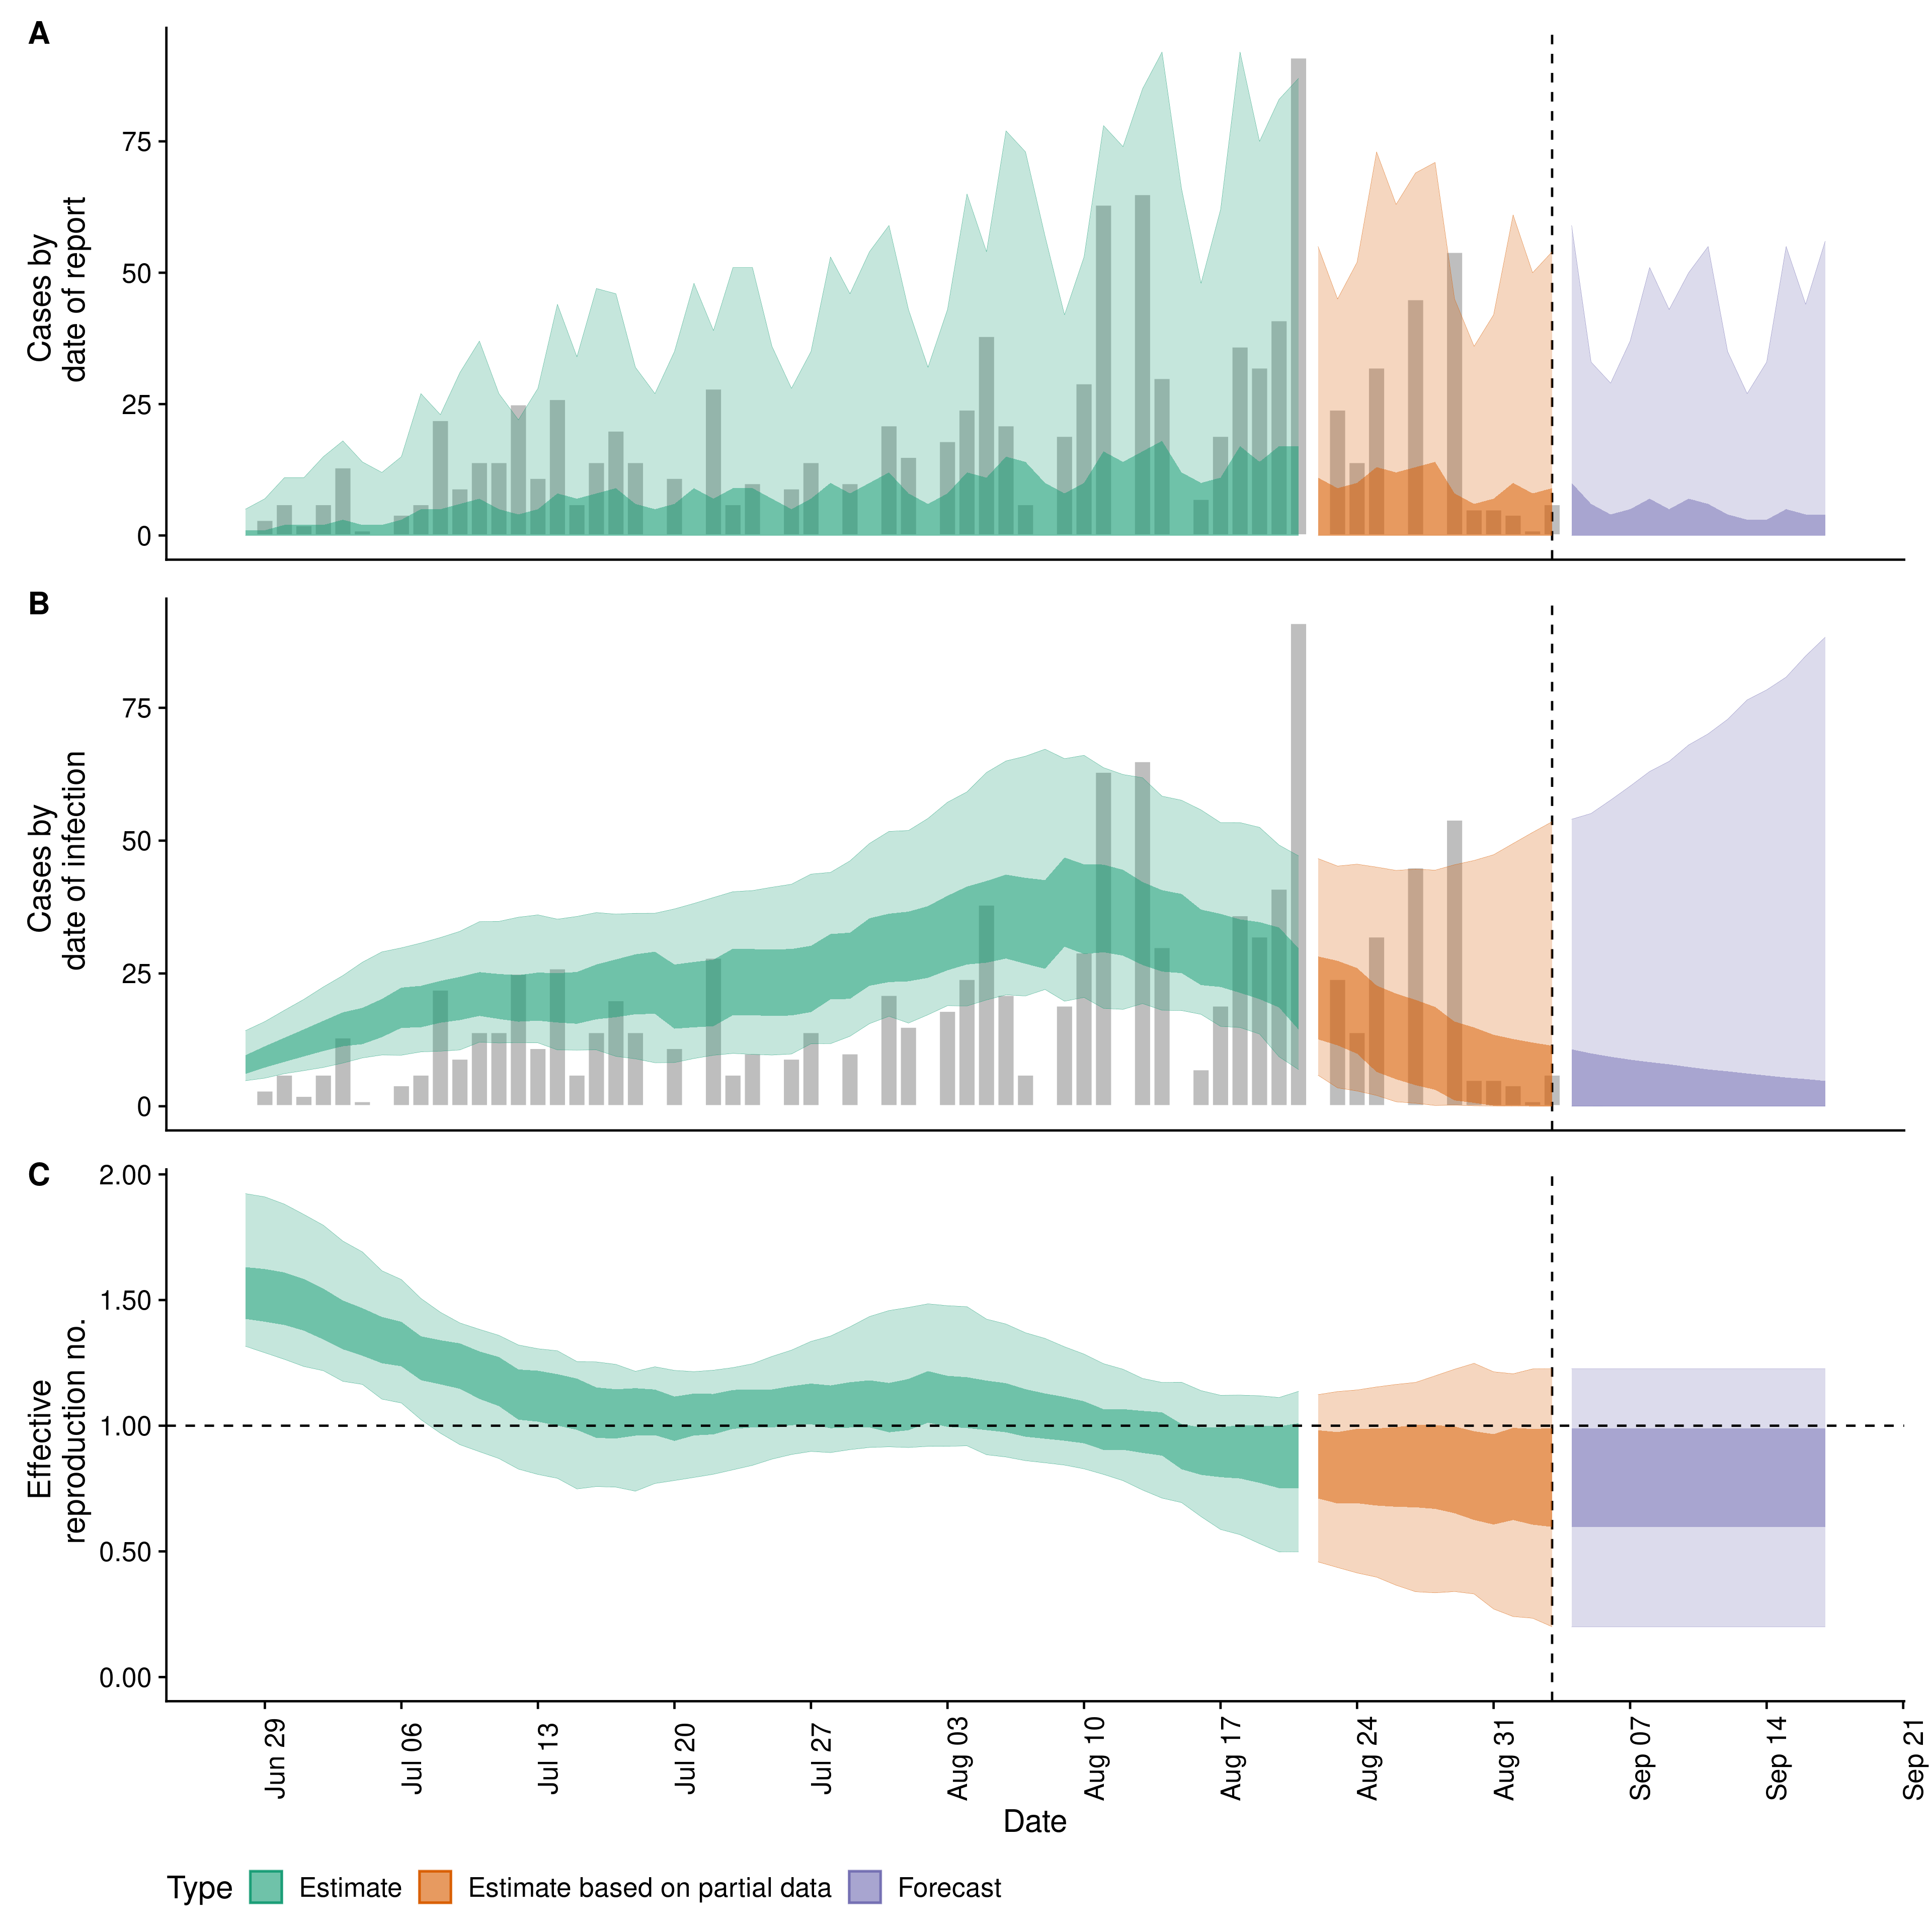 A
Cases by
date of report
75
50
25
0
B
Cases by
date of infection
75
50
25
0
C
Effective
reproduction no.
2.00
1.50
1.00
0.50
0.00
Jun 29
Jul 06
Jul 13
Jul 20
Jul 27
Aug 03
Aug 10
Aug 17
Aug 24
Aug 31
Sep 07
Sep 14
Sep 21
Date
Type Estimate Estimate based on partial data Forecast